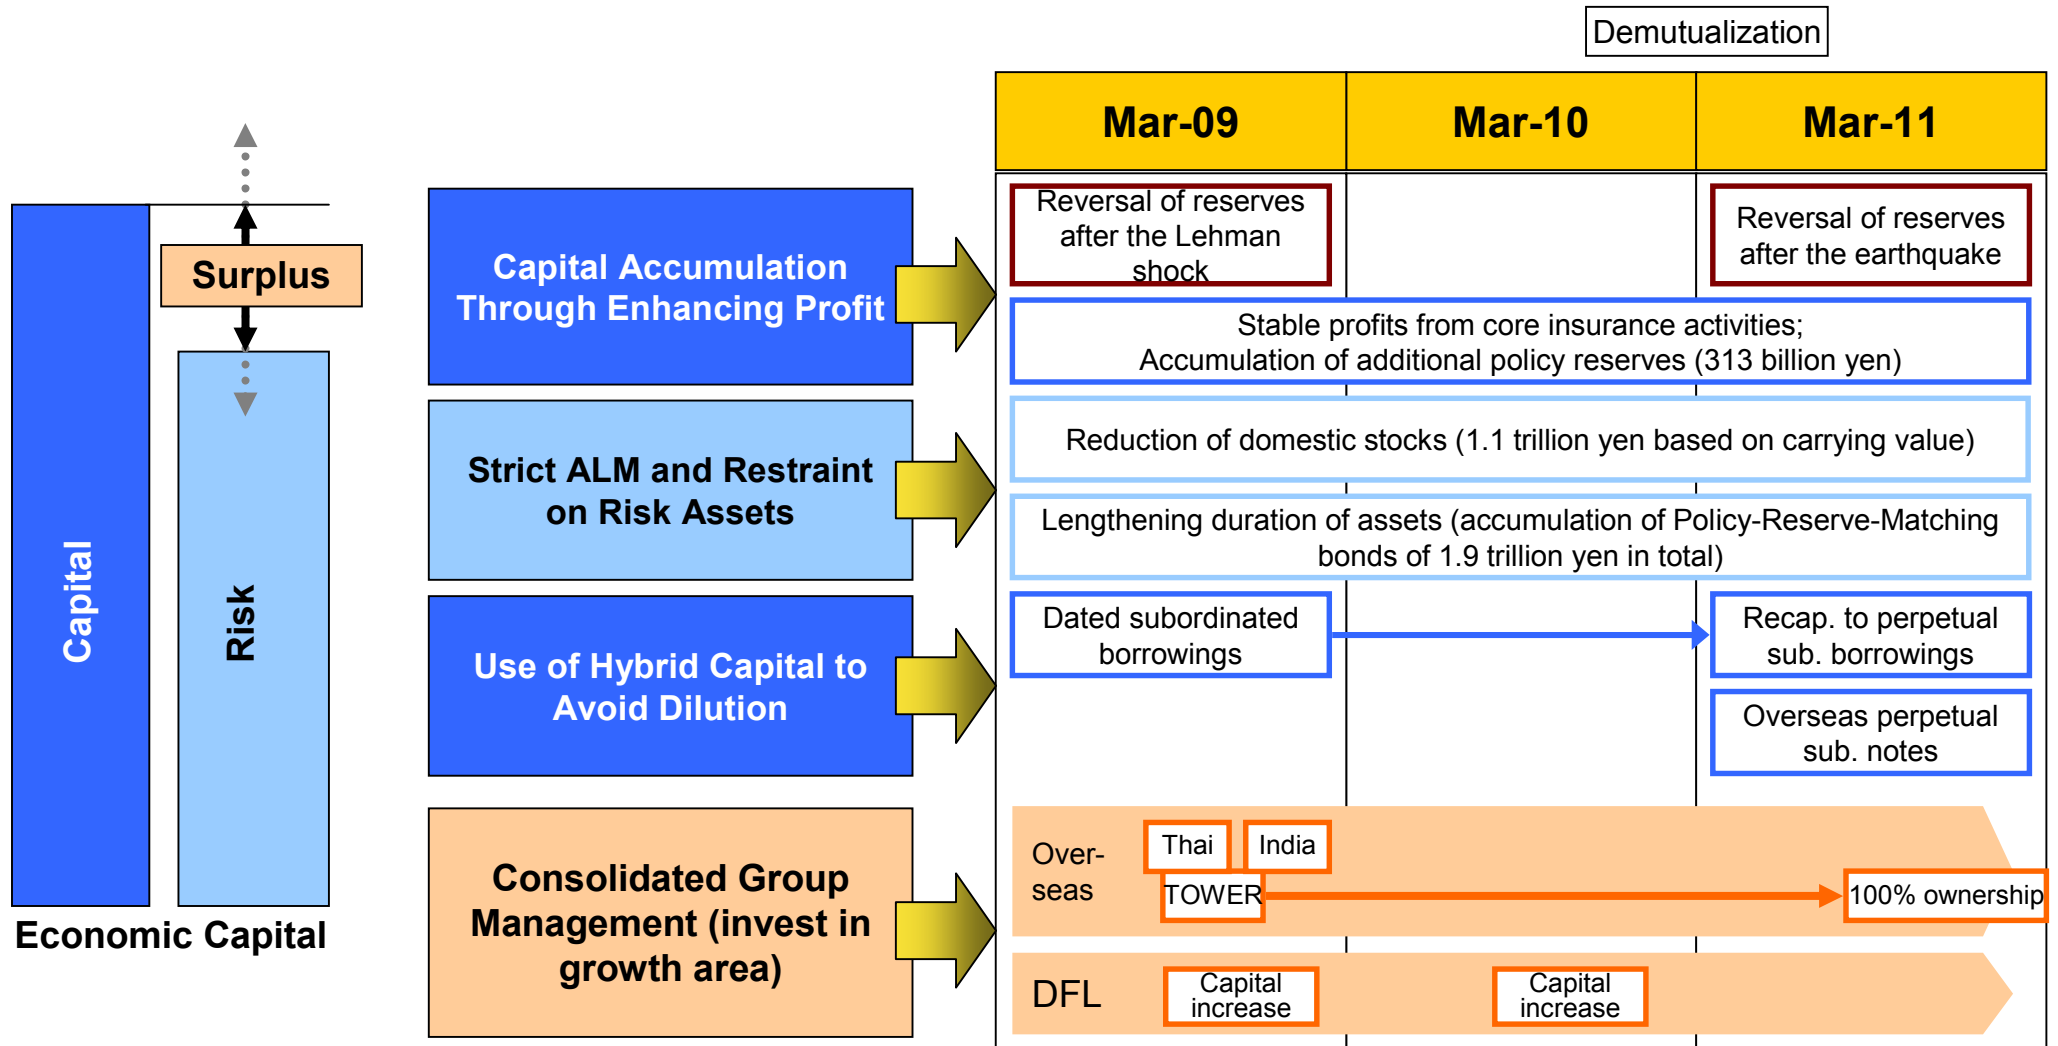 Demutualization
Mar-09
Mar-10
Mar-11
Capital
Surplus
Risk
Economic Capital
Capital Accumulation
Through Enhancing Profit
Reversal of reserves
after the Lehman
shock
Reversal of reserves
after the earthquake
Stable profits from core insurance activities;
Accumulation of additional policy reserves (313 billion yen)
Strict ALM and Restraint
on Risk Assets
Reduction of domestic stocks (1.1 trillion yen based on carrying value)
Lengthening duration of assets (accumulation of Policy-Reserve-Matching
bonds of 1.9 trillion yen in total)
Use of Hybrid Capital to
Avoid Dilution
Dated subordinated
borrowings
Recap. to perpetual
sub. borrowings
Overseas perpetual
sub. notes
Consolidated Group
Management (invest in
growth area)
Over-
seas
Thai
India
TOWER
100% ownership
DFL
Capital
increase
Capital
increase